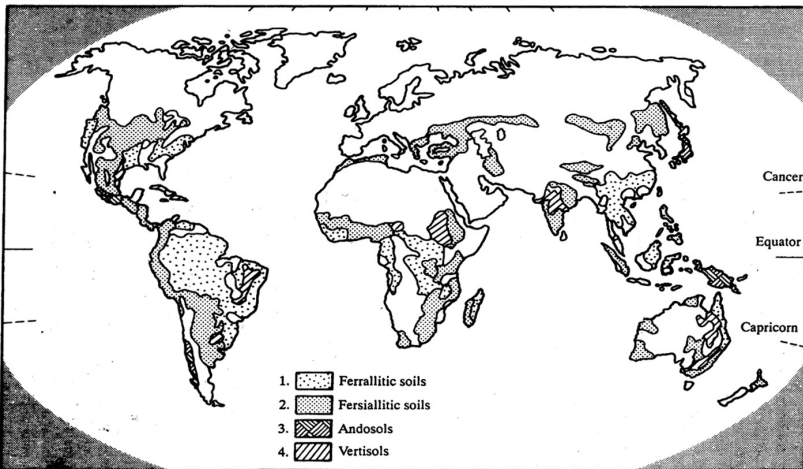 Cancer
Equator
Capricorn
1. Ferrallitic soils
2. Fersiallitic soils
3. Andosols
4. Vertisols